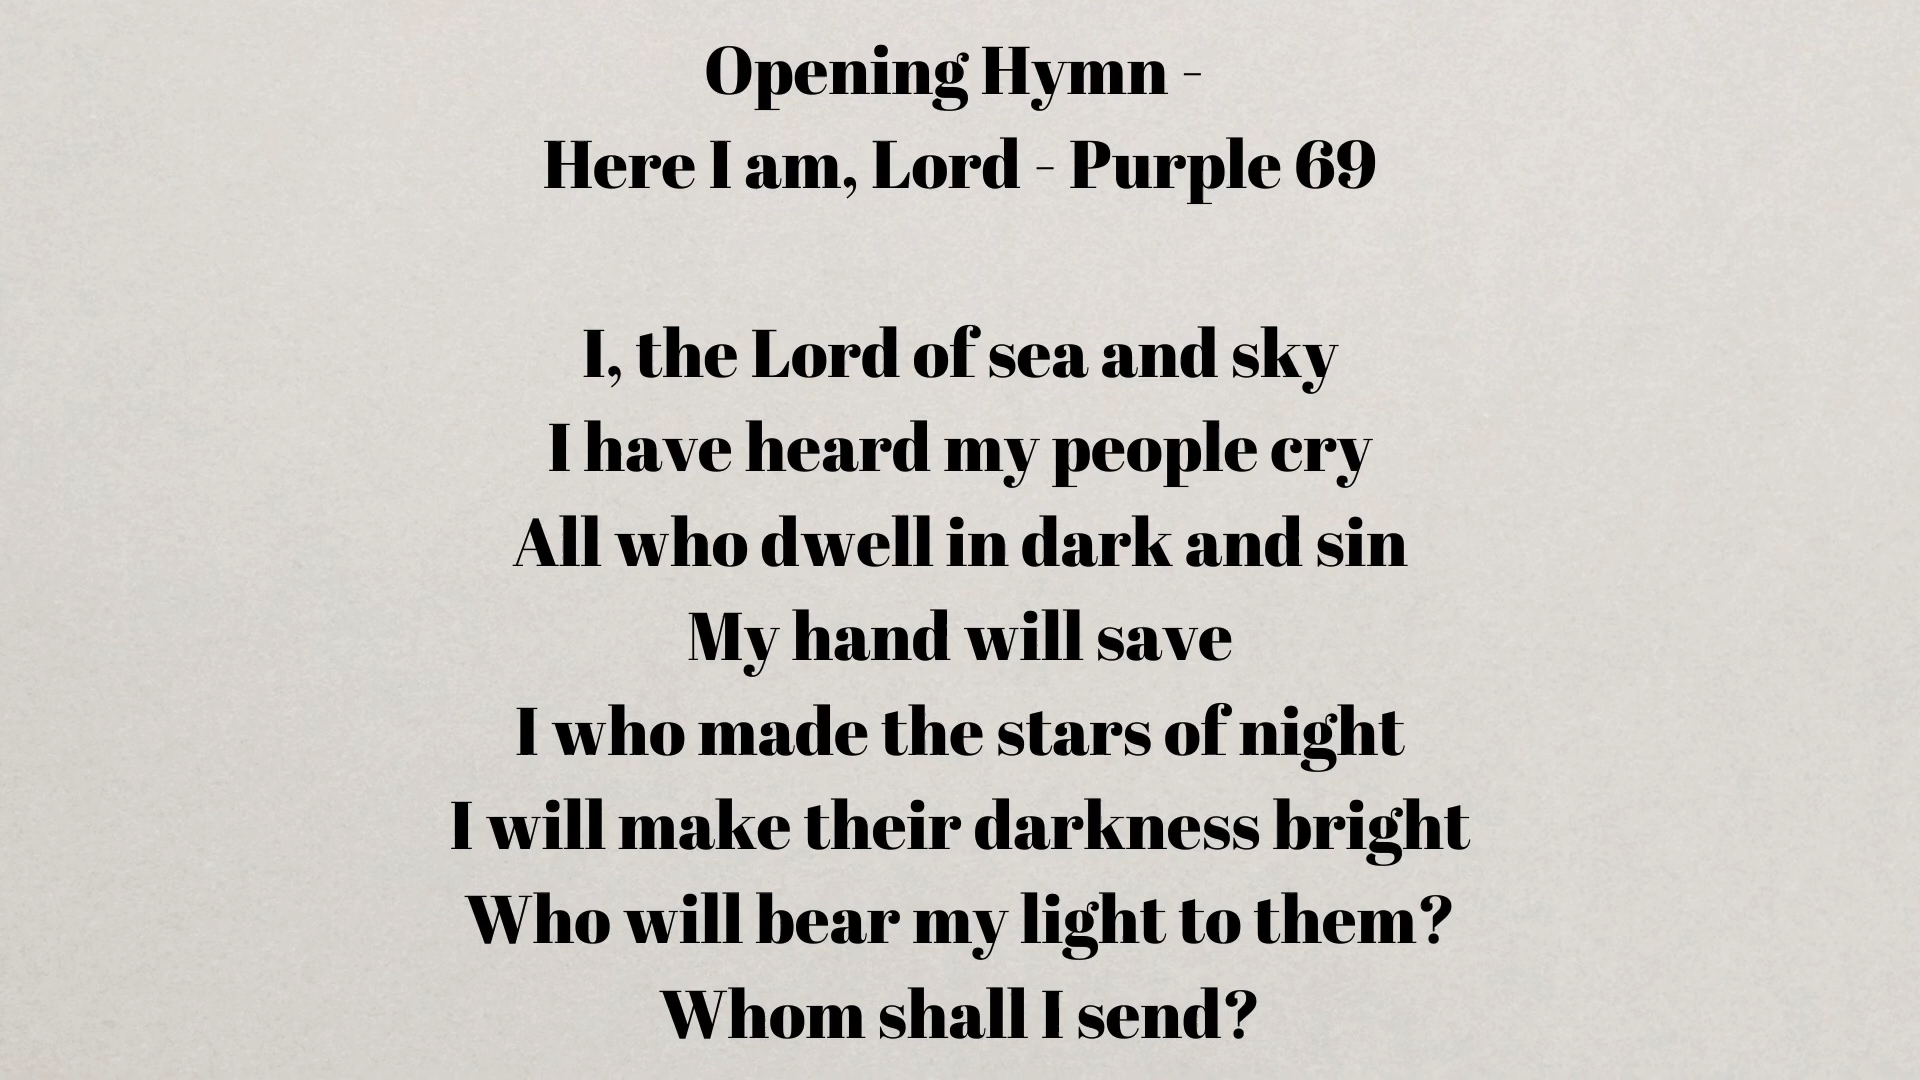 Opening Hymn -
Here I am, Lord - Purple 69
I, the Lord of sea and sky
I have heard my people cry
All who dwell in dark and sin
My hand will save
I who made the stars of night
I will make their darkness bright
Who will bear my light to them?
Whom shall I send?